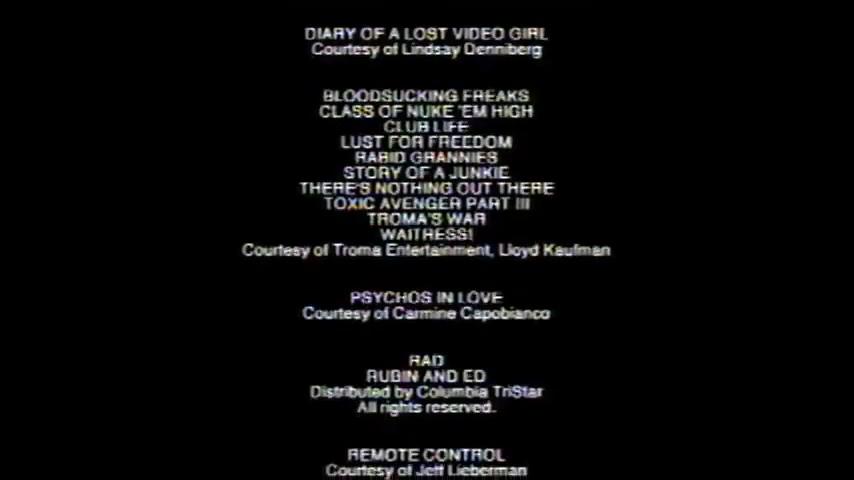 DIARY OF A LOST VIDEO GIRL
Courtesy of Lindsay Denniberg
BLOODSUCKING FREAKS
CLASS OF NUKE 'EM HIGH
CLUB LIFE
LUST FOR FREEDOM
RABID GRANNIES
STORY OF A JUNKIE
THERE'S NOTHING OUT THERE
TOXIC AVENGER PART III
TROMA'S WAR
WAITRESS!
Courtesy of Troma Entertainment, Lloyd Kaufman
PSYCHOS IN LOVE
Courtesy of Carmine Capobianco
RAD
RUBIN AND ED
Distributed by Columbia TriStar
All rights reserved.
REMOTE CONTROL
Courtesy of Jeff Lieberman